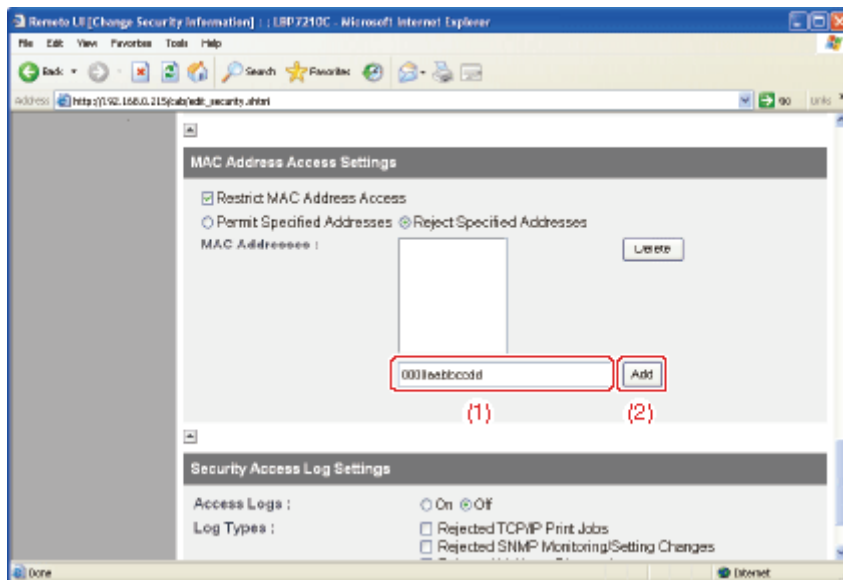 Remote UI [Change Security Information] : : LBP7210C - Microsoft Internet Explorer
File Edit View Favorites Tools Help
Back Search Favorites
Address http://192.168.0.215/cab/edit_security.shtml Go Links
MAC Address Access Settings
Restrict MAC Address Access
Permit Specified Addresses Reject Specified Addresses
MAC Addresses :
Delete
Add
(1) (2)
Security Access Log Settings
Access Logs : On Off
Log Types : Rejected TCP/IP Print Jobs
Rejected SNMP Monitoring/Setting Changes
Done Internet